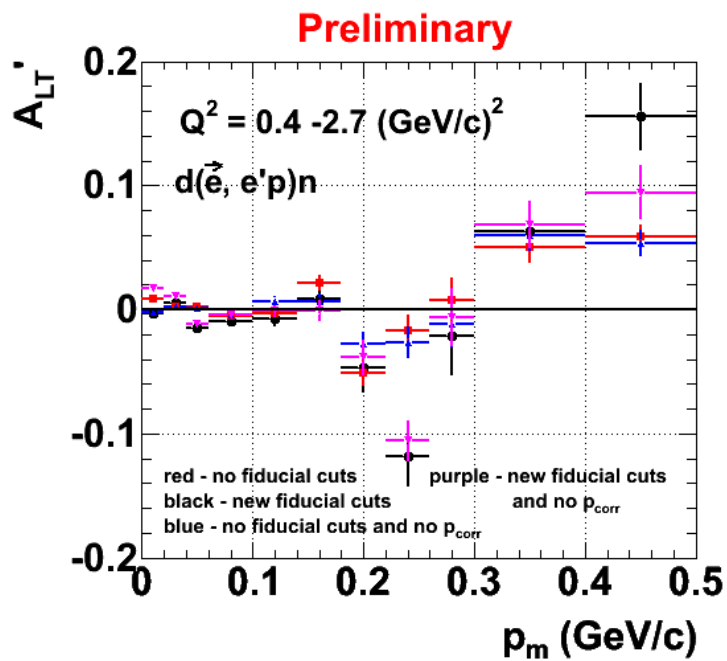 Preliminary
A_LT'
Q² = 0.4 -2.7 (GeV/c)²
d(e⃗, e'p)n
0.2
0.1
0
-0.1
-0.2
red - no fiducial cuts
black - new fiducial cuts
blue - no fiducial cuts and no p_corr
purple - new fiducial cuts
and no p_corr
0 0.1 0.2 0.3 0.4 0.5
p_m (GeV/c)